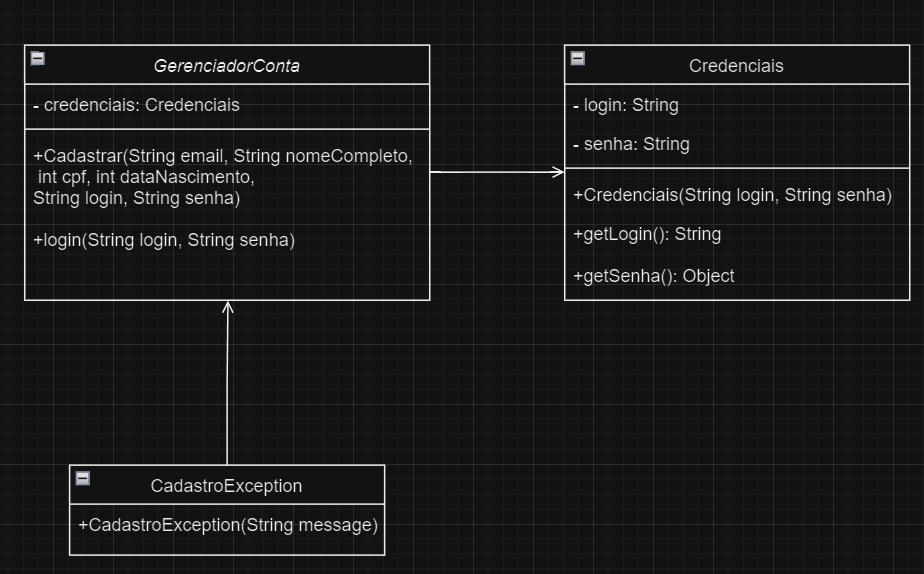 GerenciadorConta
- credenciais: Credenciais
+Cadastrar(String email, String nomeCompleto,
int cpf, int dataNascimento,
String login, String senha)
+login(String login, String senha)
Credenciais
- login: String
- senha: String
+Credenciais(String login, String senha)
+getLogin(): String
+getSenha(): Object
CadastroException
+CadastroException(String message)